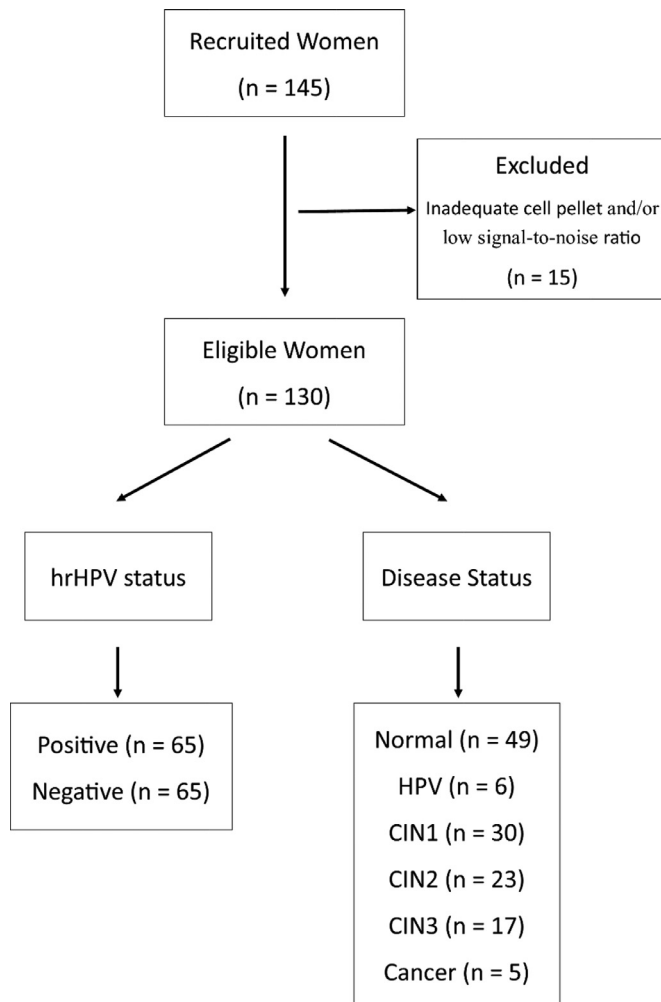 Recruited Women
(n = 145)
Excluded
Inadequate cell pellet and/or
low signal-to-noise ratio
(n = 15)
Eligible Women
(n = 130)
hrHPV status
Disease Status
Positive (n = 65)
Negative (n = 65)
Normal (n = 49)
HPV (n = 6)
CIN1 (n = 30)
CIN2 (n = 23)
CIN3 (n = 17)
Cancer (n = 5)